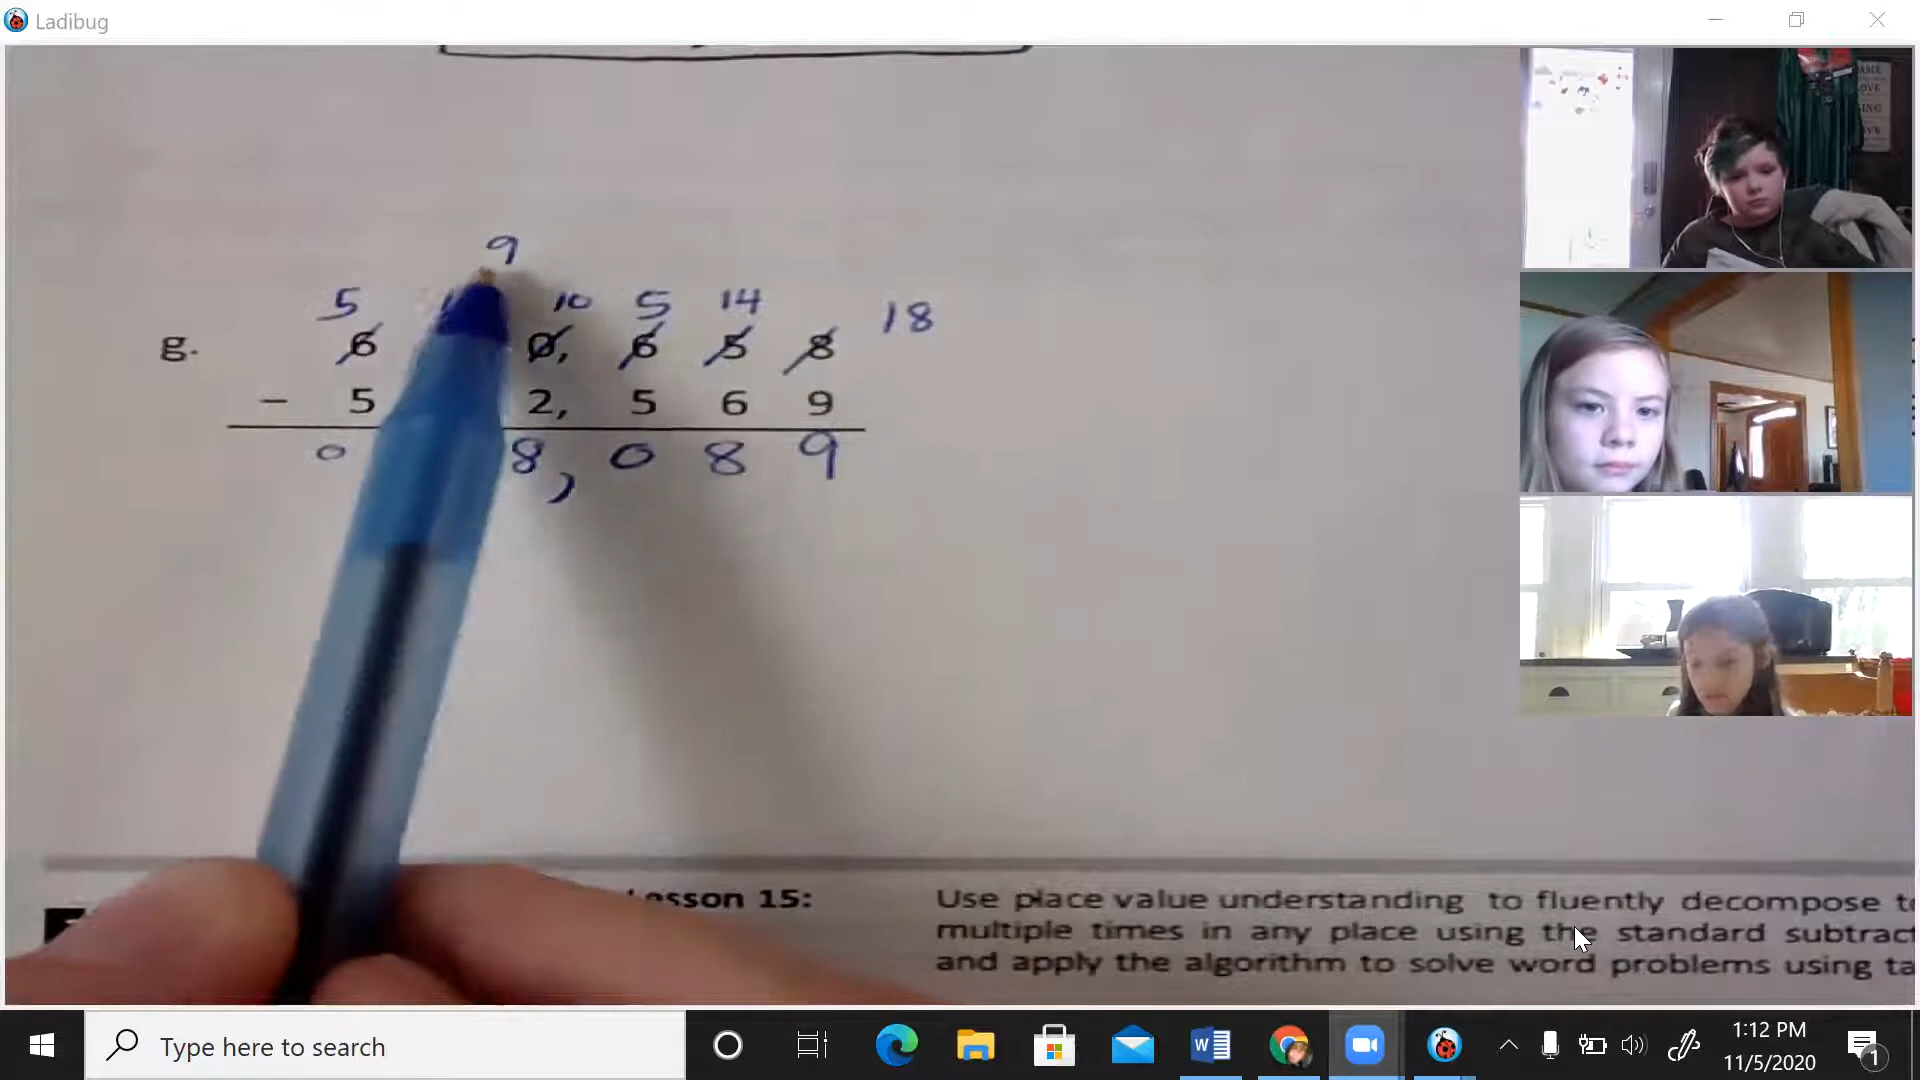 Ladibug
9
5 10 5 14 18
g. 6 0, 6 5 8
- 5 2, 5 6 9
0 8, 0 8 9
Lesson 15:
Use place value understanding to fluently decompose
multiple times in any place using the standard
and apply the algorithm to solve word problems using
LOVE
Type here to search
1:12 PM
11/5/2020
1